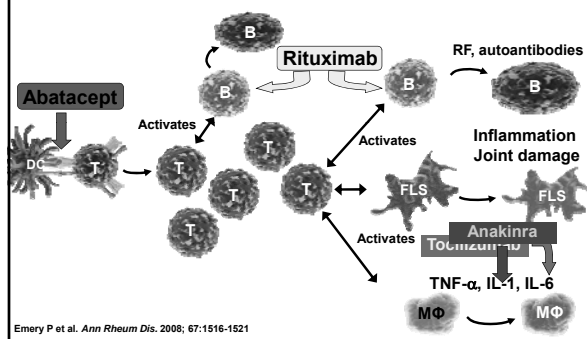 B
Rituximab
RF, autoantibodies
B
B
B
Abatacept
Activates
Activates
Inflammation
Joint damage
DC
T
T
T
T
T
T
FLS
FLS
Activates
Anakinra
Tocilizumab
TNF-α, IL-1, IL-6
MΦ
MΦ
Emery P et al. Ann Rheum Dis. 2008; 67:1516-1521